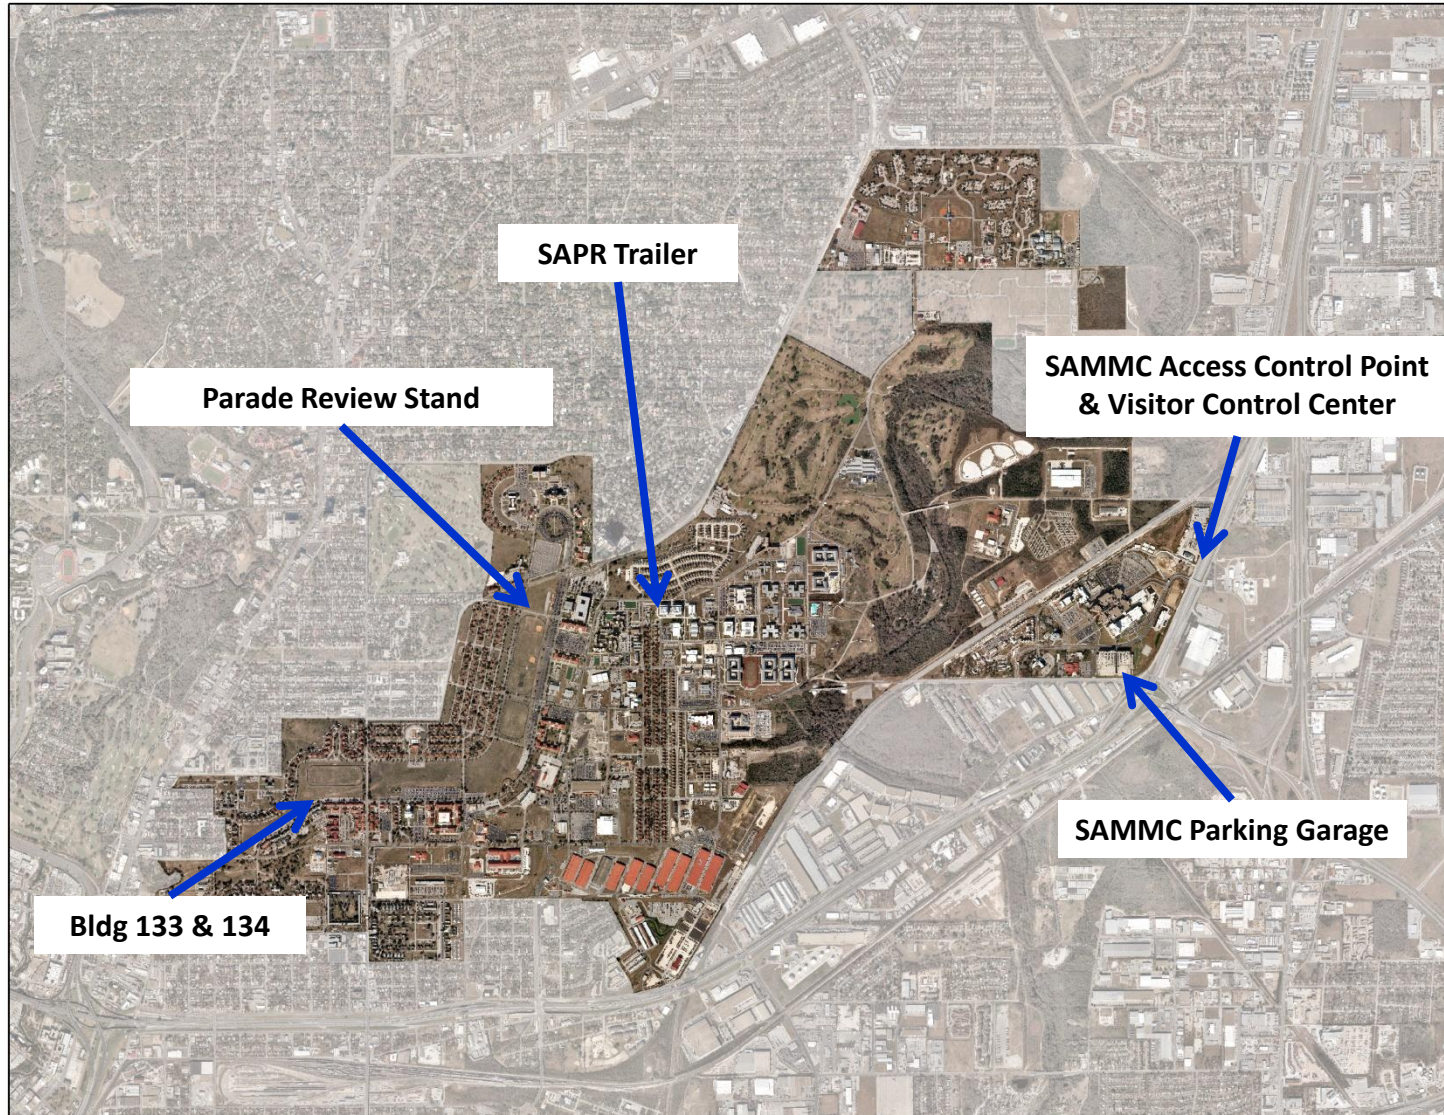 SAPR Trailer
SAMMC Access Control Point
& Visitor Control Center
Parade Review Stand
SAMMC Parking Garage
Bldg 133 & 134